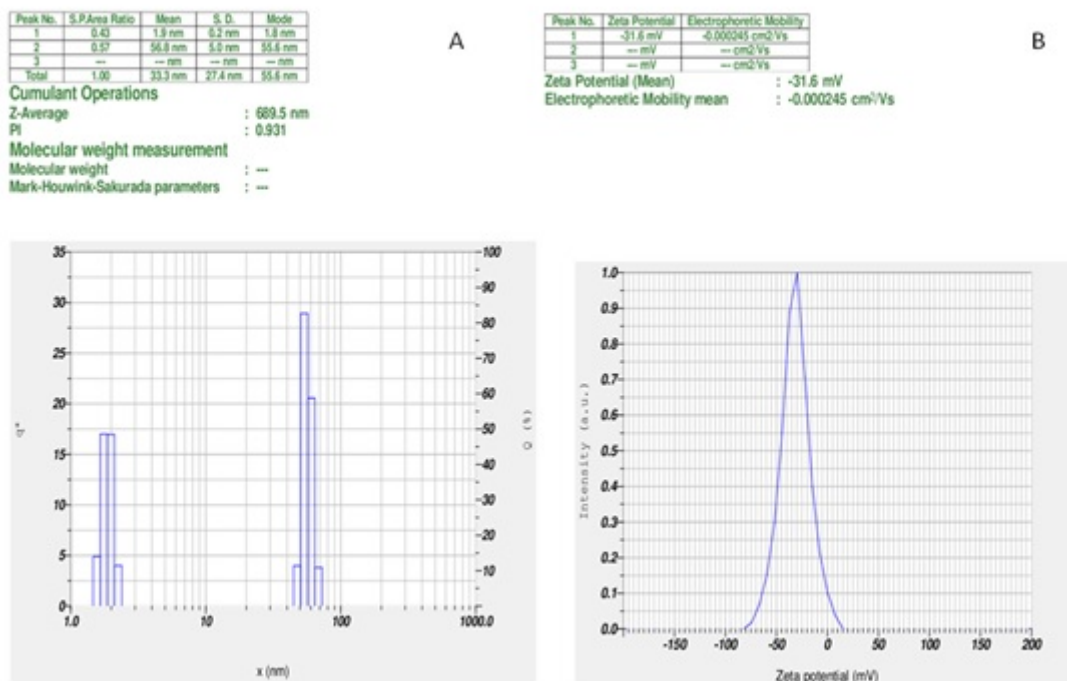 Peak No. S.P.Area Ratio Mean S. D. Mode
1 0.43 1.9 nm 0.2 nm 1.8 nm
2 0.57 56.8 nm 5.0 nm 55.6 nm
3 --- --- nm --- nm --- nm
Total 1.00 33.3 nm 27.4 nm 55.6 nm
Cumulant Operations
Z-Average : 689.5 nm
PI : 0.931
Molecular weight measurement
Molecular weight : ---
Mark-Houwink-Sakurada parameters : ---
A
Peak No. Zeta Potential Electrophoretic Mobility
1 -31.6 mV -0.000245 cm2/Vs
2 --- mV --- cm2/Vs
3 --- mV --- cm2/Vs
Zeta Potential (Mean) : -31.6 mV
Electrophoretic Mobility mean : -0.000245 cm²/Vs
B
35
30
25
20
15
10
5
0
q*
100
90
80
70
60
50
40
30
20
10
Q (%)
1.0 10 100 1000.0
x (nm)
1.0
0.9
0.8
0.7
0.6
0.5
0.4
0.3
0.2
0.1
0.0
Intensity (a.u.)
-150 -100 -50 0 50 100 150 200
Zeta potential (mV)